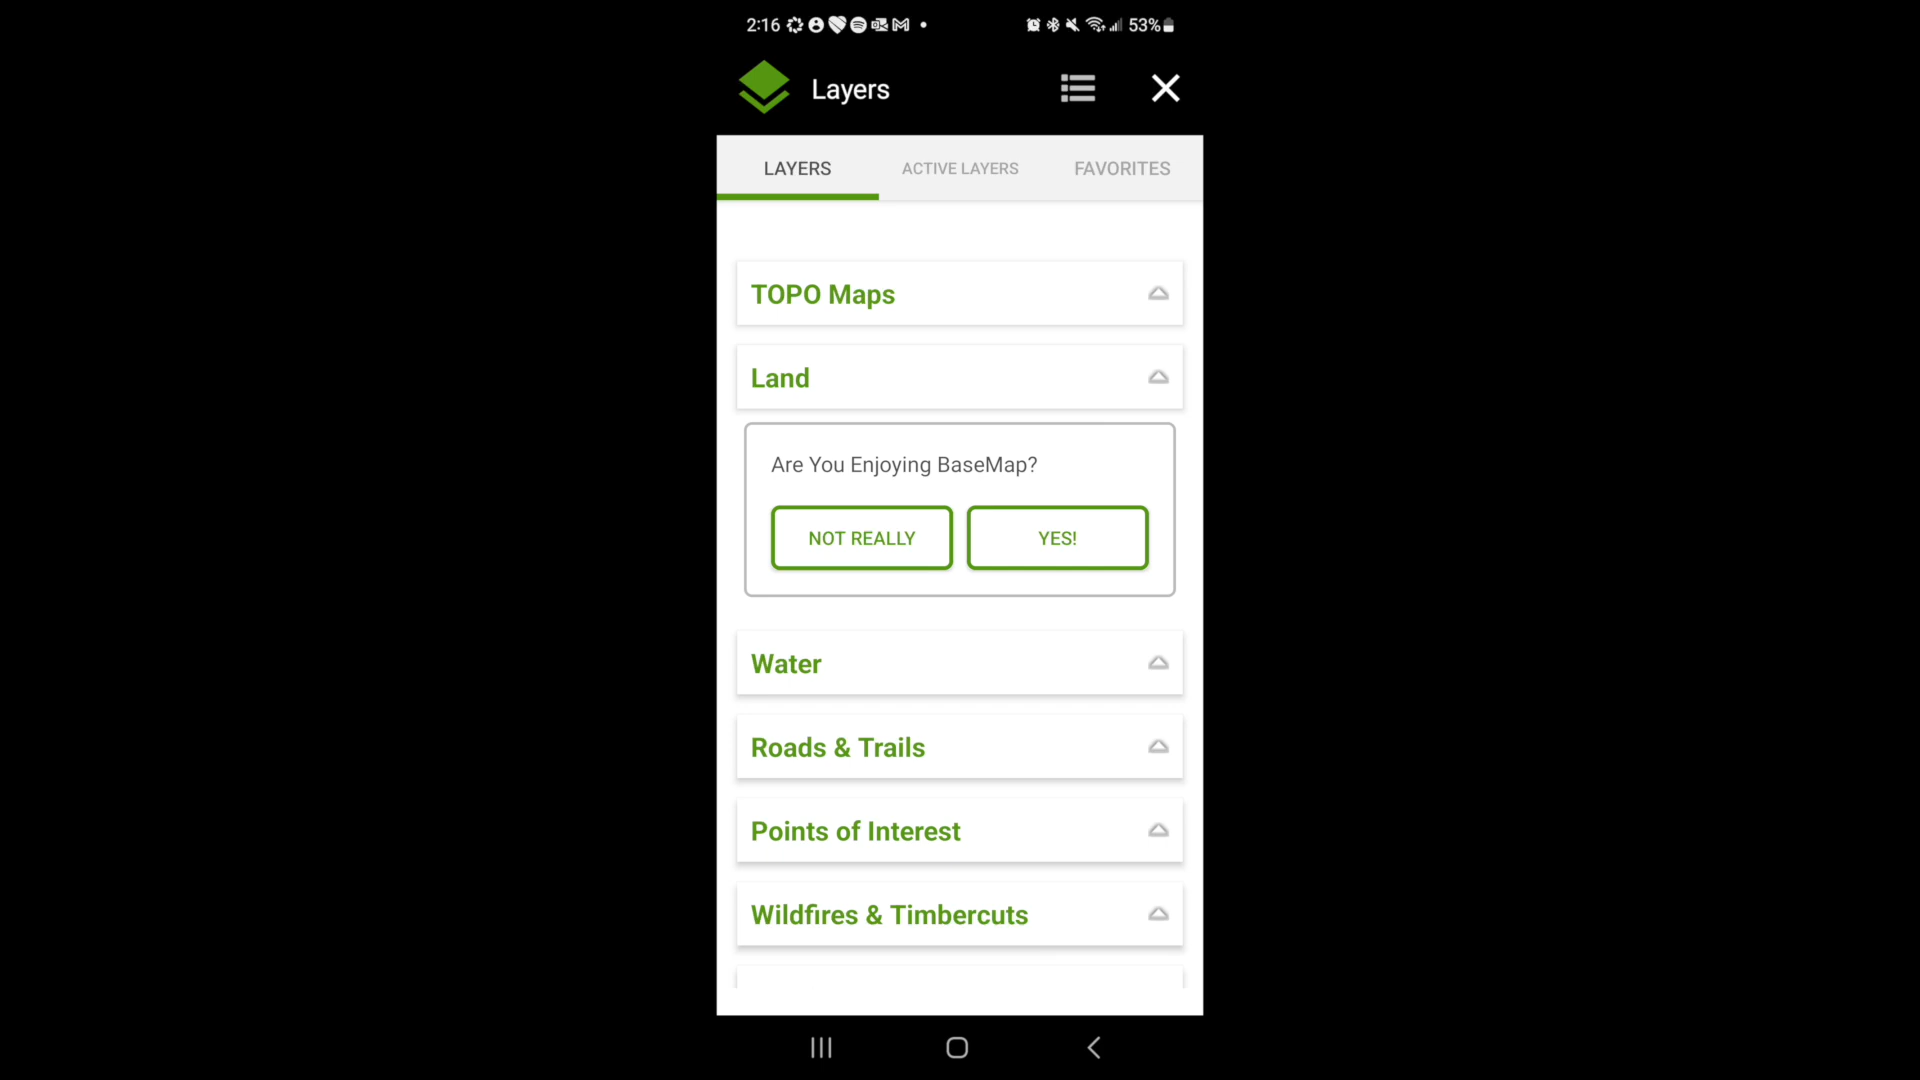 2:16 53%
Layers
LAYERS ACTIVE LAYERS FAVORITES
TOPO Maps
Land
Are You Enjoying BaseMap?
NOT REALLY YES!
Water
Roads & Trails
Points of Interest
Wildfires & Timbercuts